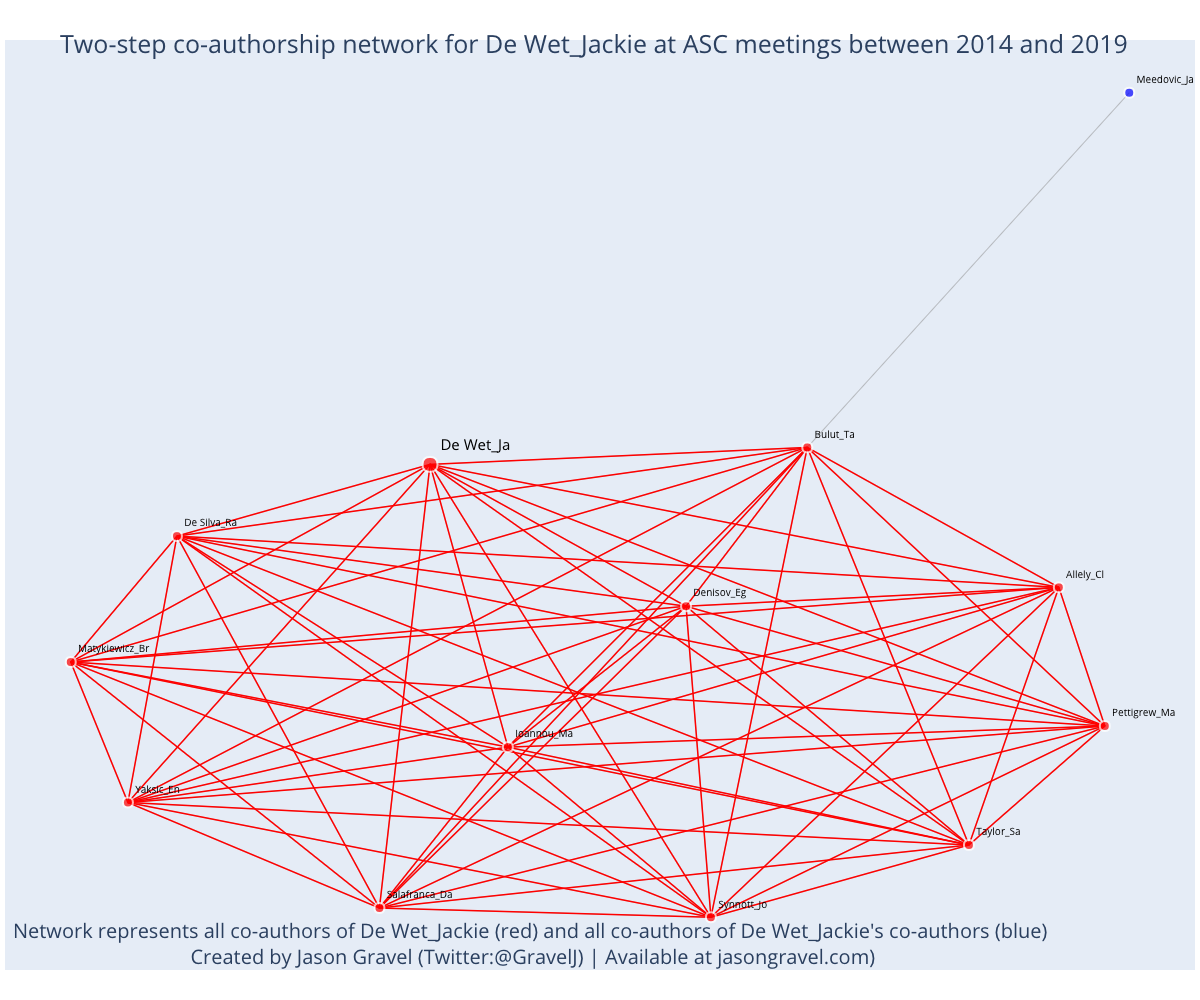 Two-step co-authorship network for De Wet_Jackie at ASC meetings between 2014 and 2019
Meedovic_Ja
Bulut_Ta
De Wet_Ja
De Silva_Ra
Allely_Cl
Denisov_Eg
Matykiewicz_Br
Pettigrew_Ma
Ioannou_Ma
Yaksic_En
Taylor_Sa
Salafranca_Da
Synnott_Jo
Network represents all co-authors of De Wet_Jackie (red) and all co-authors of De Wet_Jackie's co-authors (blue)
Created by Jason Gravel (Twitter:@GravelJ) | Available at jasongravel.com)